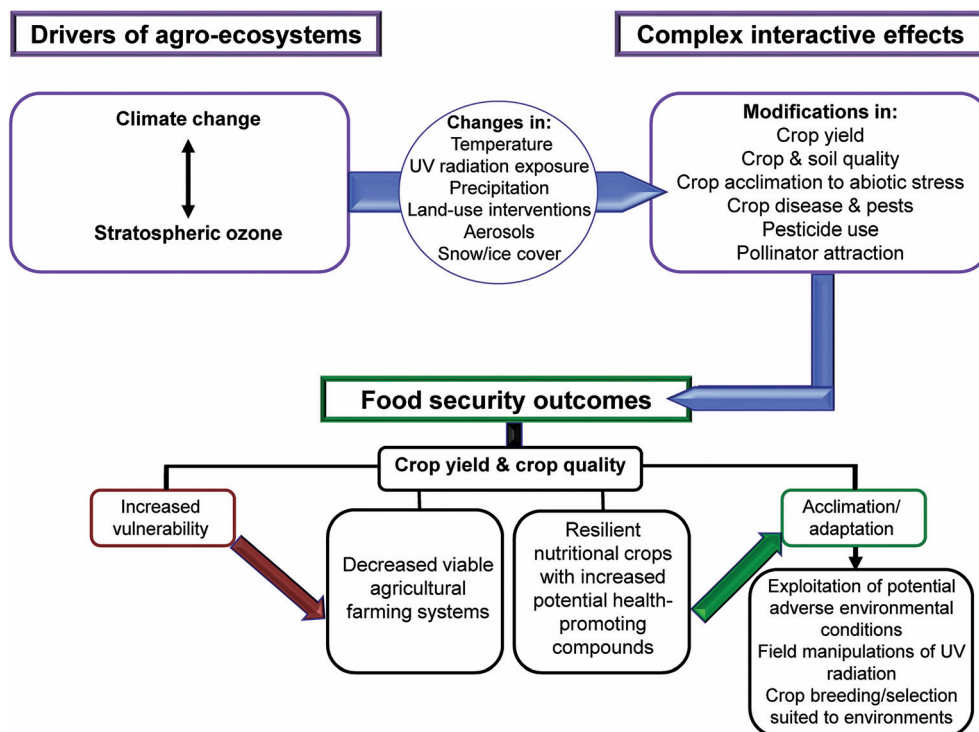 Drivers of agro-ecosystems
Complex interactive effects
Climate change
Stratospheric ozone
Changes in:
Temperature
UV radiation exposure
Precipitation
Land-use interventions
Aerosols
Snow/ice cover
Modifications in:
Crop yield
Crop & soil quality
Crop acclimation to abiotic stress
Crop disease & pests
Pesticide use
Pollinator attraction
Food security outcomes
Crop yield & crop quality
Increased
vulnerability
Decreased viable
agricultural
farming systems
Resilient
nutritional crops
with increased
potential health-
promoting
compounds
Acclimation/
adaptation
Exploitation of potential
adverse environmental
conditions
Field manipulations of UV
radiation
Crop breeding/selection
suited to environments